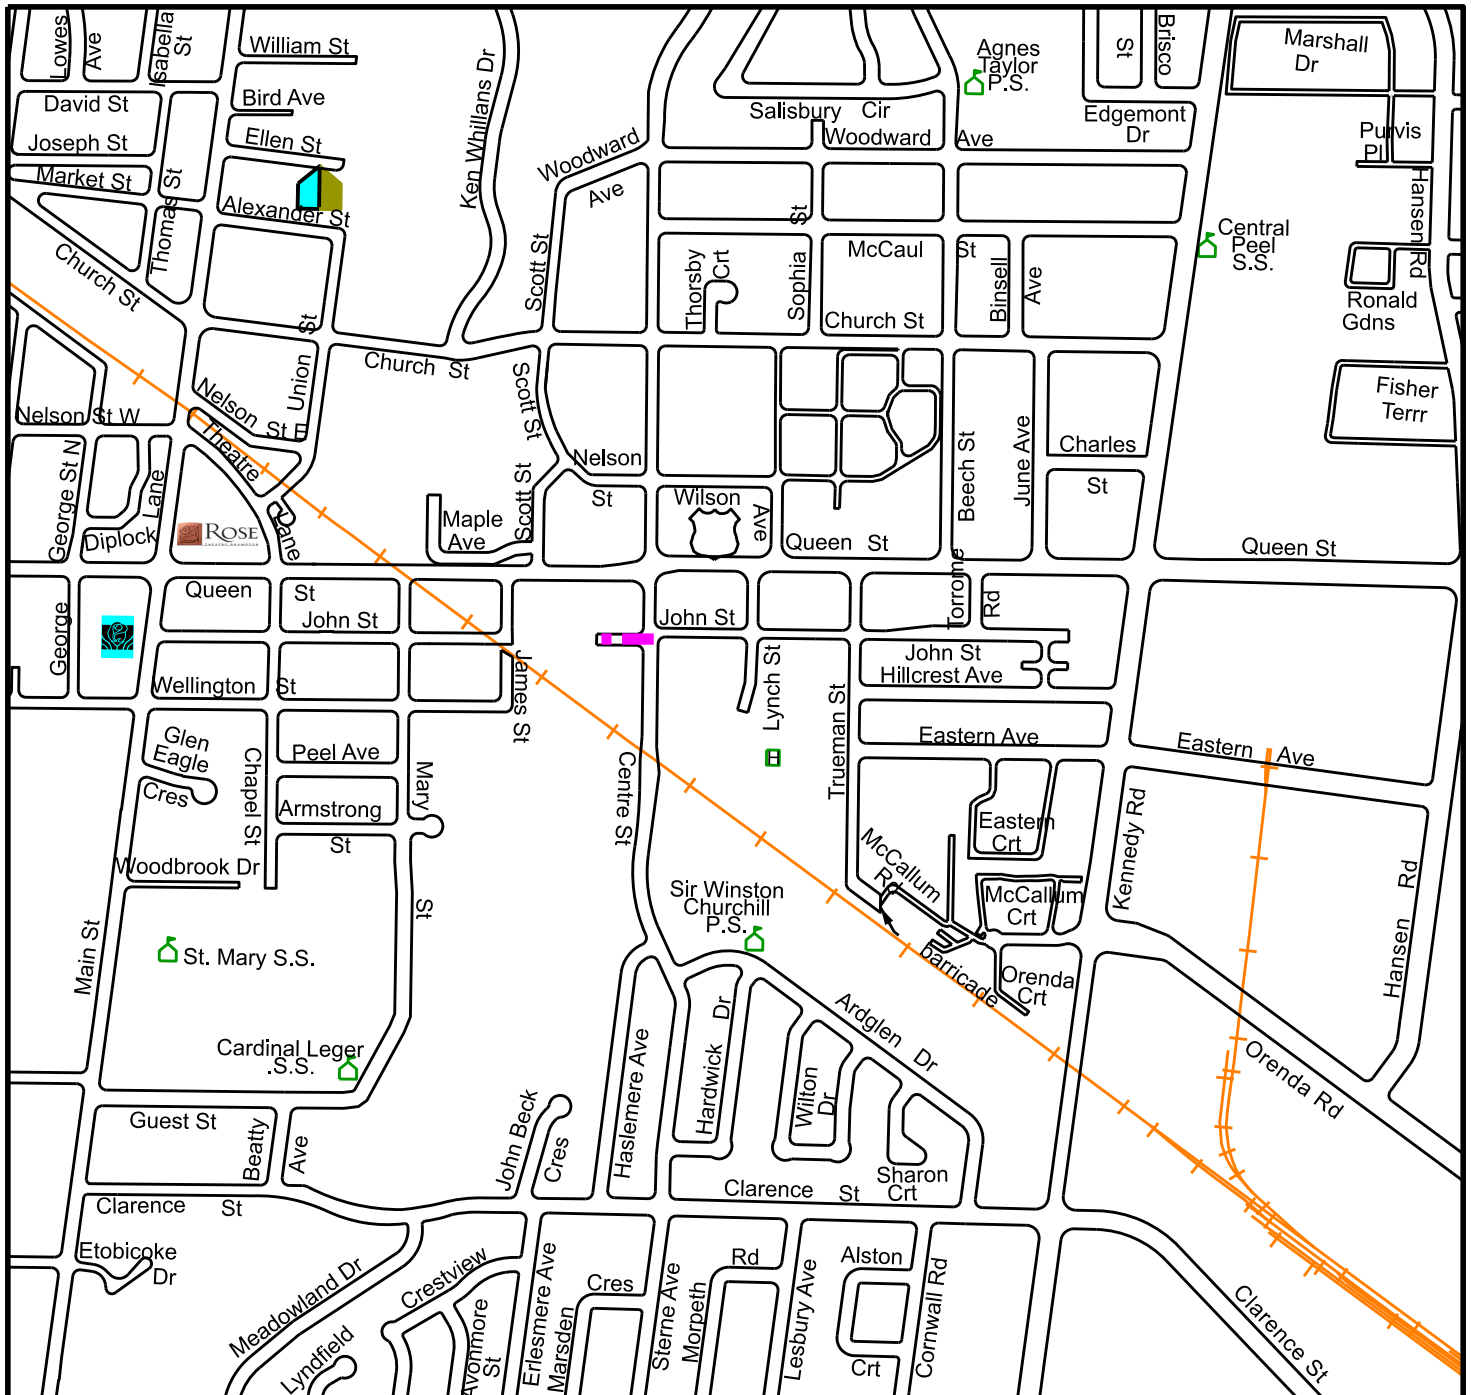 Lowes
Ave
Isabella
St
William St
Ken Whillans Dr
Agnes
Taylor
P.S.
St
Brisco
Marshall
Dr
David St
Bird Ave
Salisbury Cir
Edgemont
Dr
Joseph St
Ellen St
Woodward
Ave
Woodward Ave
Purvis
Pl
Market St
Thomas St
Alexander St
Hansen Rd
Church St
Scott St
Thorsby
Crt
Sophia
St
McCaul St
Binsell
Ave
Central
Peel
S.S.
Ronald
Gdns
Church St
Union
St
Church St
Scott St
Nelson
St E
Nelson St W
Theatre
Lane
Fisher
Terrr
George St N
Lane
Diplock
ROSE
Maple
Ave
Scott St
Nelson
St
Wilson
Ave
Beech St
June Ave
Charles
St
Queen St
Queen St
Queen St
George
John St
John St
Torrome
Rd
John St
Hillcrest Ave
Wellington St
James St
Lynch St
Trueman St
H
Eastern Ave
Eastern Ave
Glen
Eagle
Cres
Chapel St
Peel Ave
Armstrong
St
Mary
St
Centre St
Woodbrook Dr
McCallum
Rd
Eastern
Crt
McCallum
Crt
Kennedy Rd
Hansen Rd
Main St
St. Mary S.S.
Sir Winston
Churchill
P.S.
barricade
Orenda
Crt
Cardinal Leger
.S.S.
Haslemere Ave
Hardwick Dr
Ardglen Dr
Wilton
Dr
Orenda Rd
Guest St
Beatty
Ave
John Beck
Cres
Sharon
Crt
Clarence St
Clarence St
Etobicoke
Dr
Meadowland Dr
Crestview
Lyndfield
Avonmore
St
Erlesmere Ave
Marsden
Cres
Sterne Ave
Morpeth
Rd
Lesbury Ave
Alston
Crt
Cornwall Rd
Clarence St